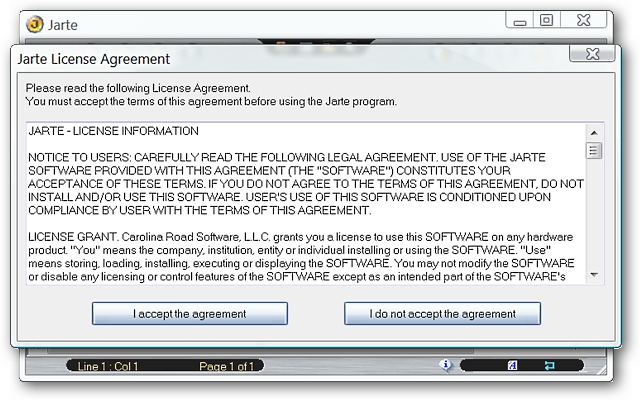 Jarte
Jarte License Agreement
Please read the following License Agreement.
You must accept the terms of this agreement before using the Jarte program.
JARTE - LICENSE INFORMATION
NOTICE TO USERS: CAREFULLY READ THE FOLLOWING LEGAL AGREEMENT. USE OF THE JARTE
SOFTWARE PROVIDED WITH THIS AGREEMENT (THE "SOFTWARE") CONSTITUTES YOUR
ACCEPTANCE OF THESE TERMS. IF YOU DO NOT AGREE TO THE TERMS OF THIS AGREEMENT, DO NOT
INSTALL AND/OR USE THIS SOFTWARE. USER'S USE OF THIS SOFTWARE IS CONDITIONED UPON
COMPLIANCE BY USER WITH THE TERMS OF THIS AGREEMENT.
LICENSE GRANT. Carolina Road Software, L.L.C. grants you a license to use this SOFTWARE on any hardware
product. "You" means the company, institution, entity or individual installing or using the SOFTWARE. "Use"
means storing, loading, installing, executing or displaying the SOFTWARE. You may not modify the SOFTWARE
or disable any licensing or control features of the SOFTWARE except as an intended part of the SOFTWARE's
I accept the agreement
I do not accept the agreement
Line 1 : Col 1 Page 1 of 1